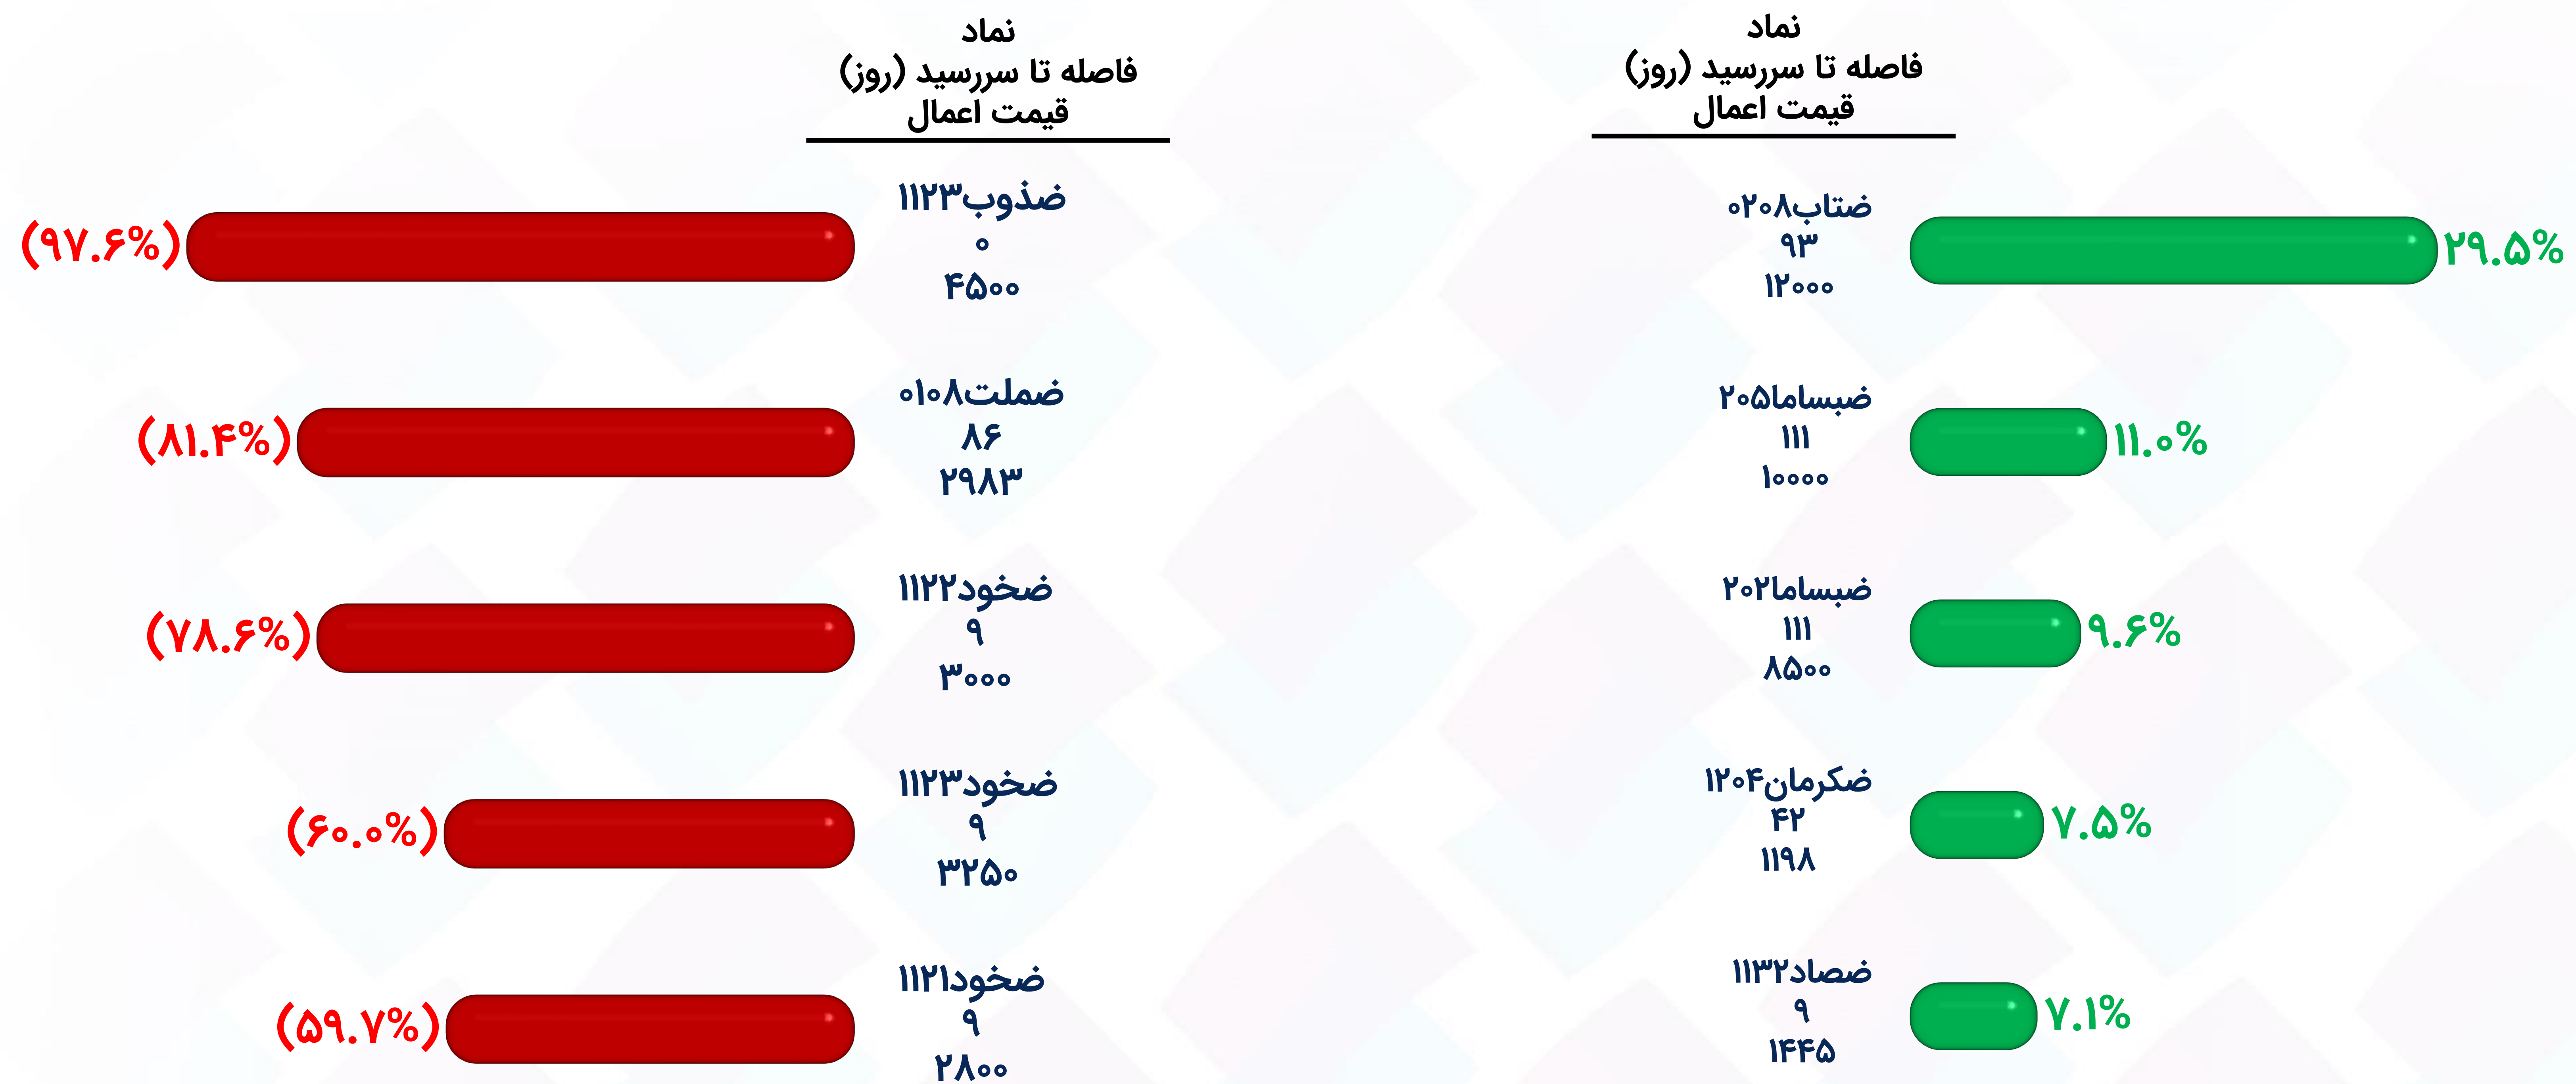 نماد
فاصله تا سررسید (روز)
قیمت اعمال
ضتاب۰۲۰۸
۹۳
۱۲۰۰۰
۲۹.۵%
ضبساما۲۰۵
۱۱۱
۱۰۰۰۰
۱۱.۰%
ضبساما۲۰۲
۱۱۱
۸۵۰۰
۹.۶%
ضکرمان۱۲۰۴
۴۲
۱۱۹۸
۷.۵%
ضصاد۱۱۳۲
۹
۱۴۴۵
۷.۱%
نماد
فاصله تا سررسید (روز)
قیمت اعمال
ضذوب۱۱۲۳
۰
۴۵۰۰
(۹۷.۶%)
ضملت۰۱۰۸
۸۶
۲۹۸۳
(۸۱.۴%)
ضخود۱۱۲۲
۹
۳۰۰۰
(۷۸.۶%)
ضخود۱۱۲۳
۹
۳۲۵۰
(۶۰.۰%)
ضخود۱۱۲۱
۹
۲۸۰۰
(۵۹.۷%)